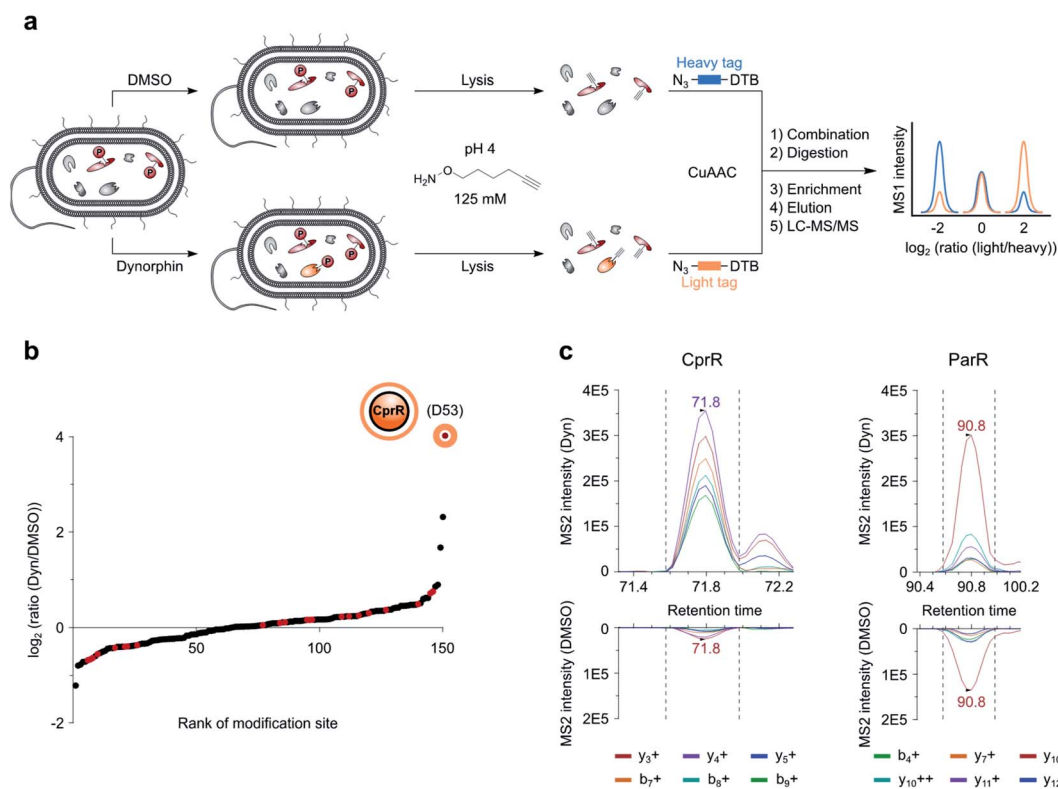 a
DMSO
Lysis
Heavy tag
N₃ DTB
P
P
P
P
pH 4
H₂N O
125 mM
CuAAC
1) Combination
2) Digestion
3) Enrichment
4) Elution
5) LC-MS/MS
MS1 intensity
-2 0 2
log₂ (ratio (light/heavy))
P
P
P
Dynorphin
Lysis
N₃ DTB
Light tag
b
CprR
(D53)
log₂ (ratio (Dyn/DMSO))
4
2
0
-2
50 100 150
Rank of modification site
c
CprR
MS2 intensity (Dyn)
4E5
3E5
2E5
1E5
0
71.8
71.4 71.8 72.2
Retention time
MS2 intensity (DMSO)
0
1E5
2E5
71.8
y₃+ y₄+ y₅+
b₇+ b₈+ b₉+
ParR
MS2 intensity (Dyn)
4E5
3E5
2E5
1E5
0
90.8
90.4 90.8 100.2
Retention time
MS2 intensity (DMSO)
0
1E5
2E5
90.8
b₄+ y₇+ y₁₀
y₁₀++ y₁₁+ y₁₂